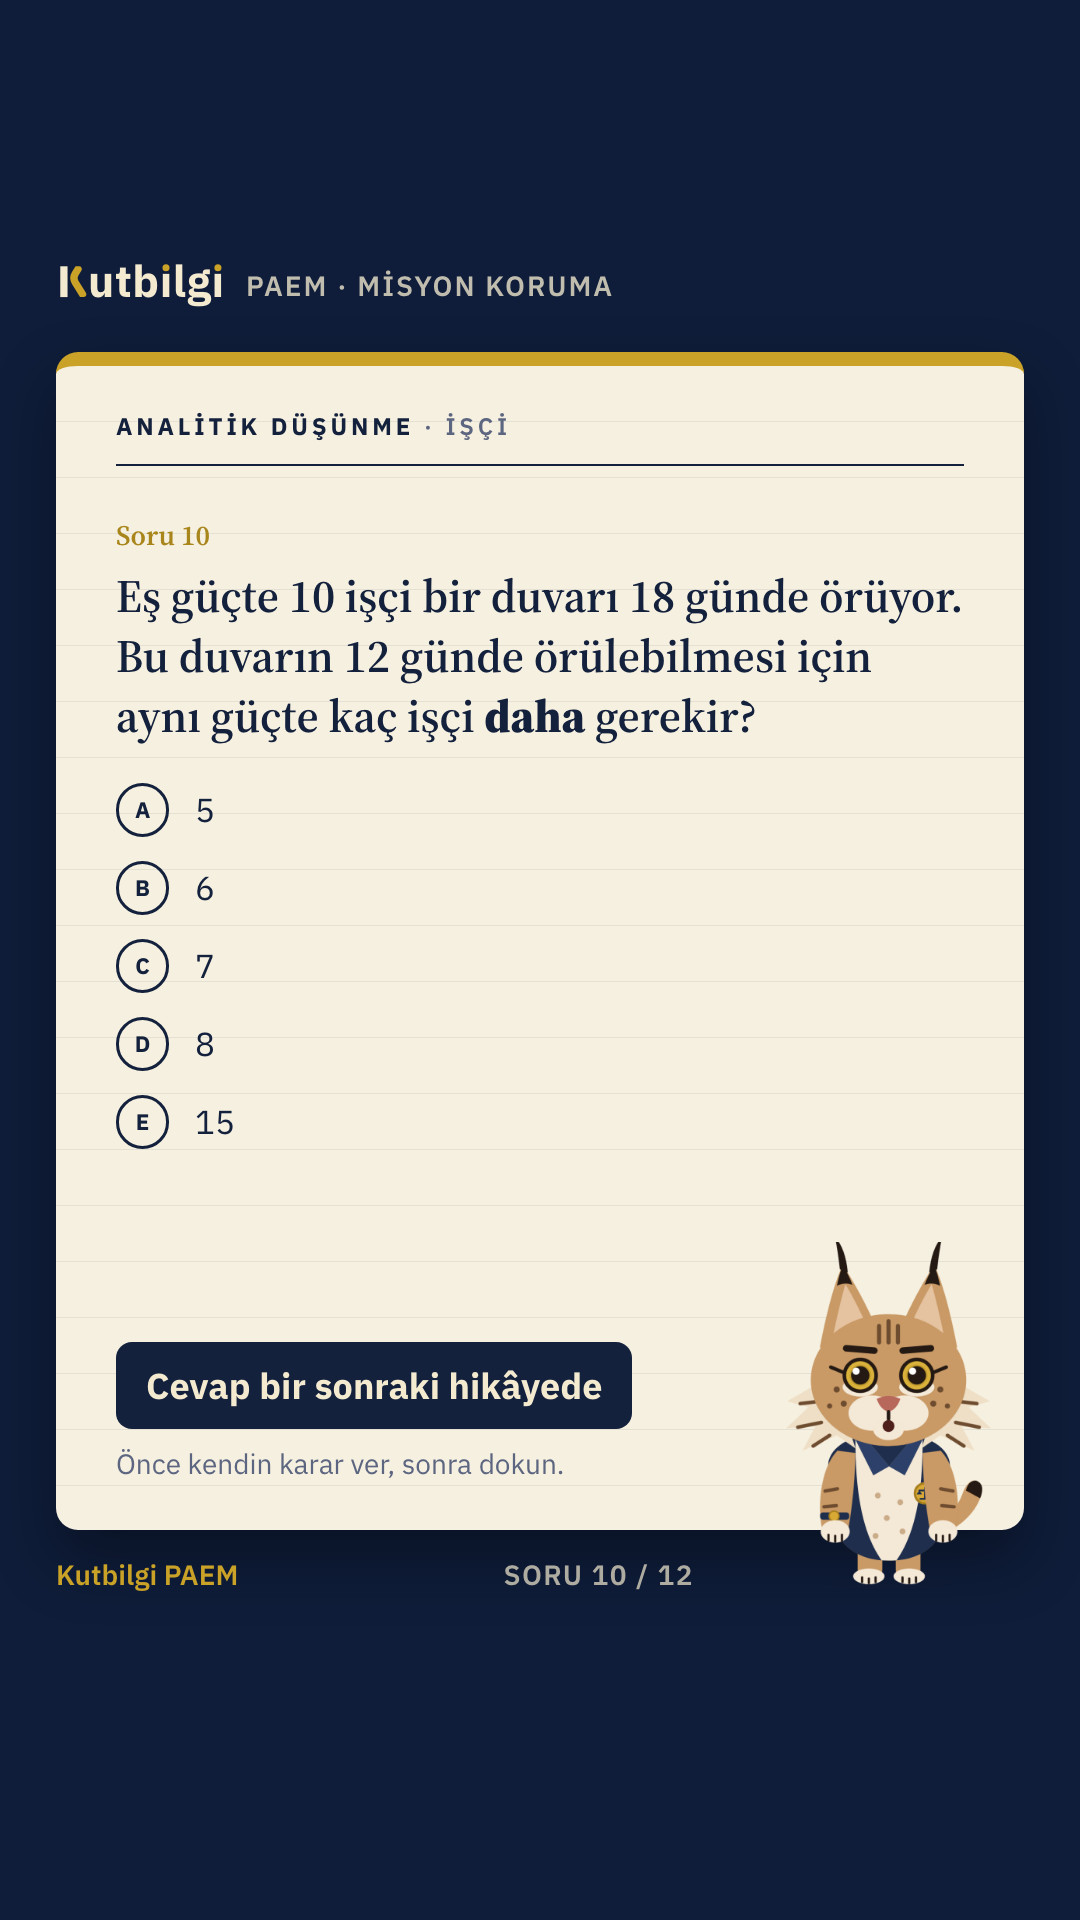 Kutbilgi PAEM · MİSYON KORUMA
ANALİTİK DÜŞÜNME · İŞÇİ
Soru 10
Eş güçte 10 işçi bir duvarı 18 günde örüyor.
Bu duvarın 12 günde örülebilmesi için
aynı güçte kaç işçi daha gerekir?
A 5
B 6
C 7
D 8
E 15
Cevap bir sonraki hikâyede
Önce kendin karar ver, sonra dokun.
Kutbilgi PAEM SORU 10 / 12